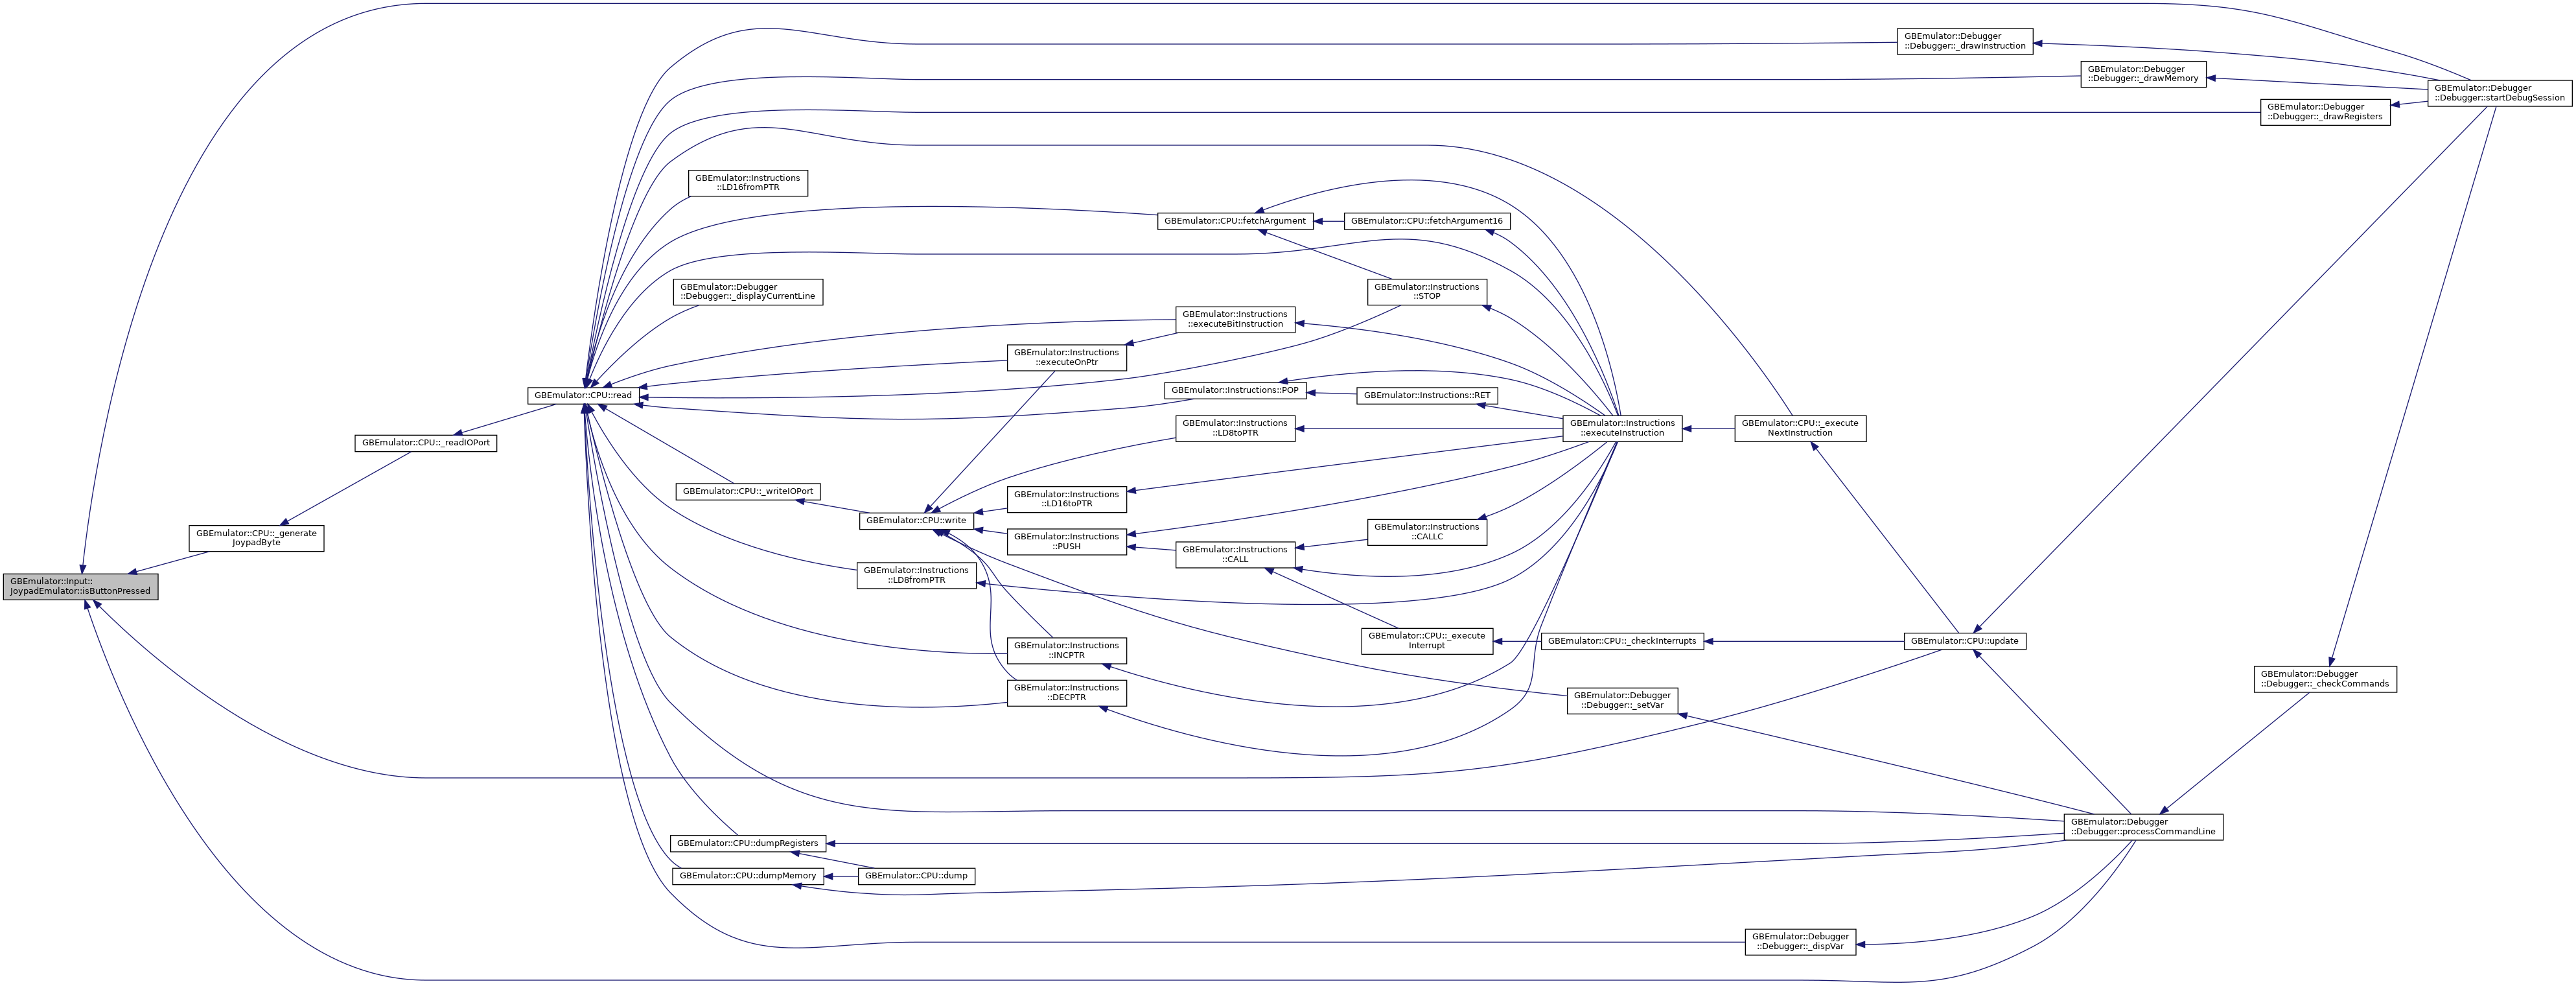 GBEmulator::Debugger
::Debugger::_drawInstruction
GBEmulator::Debugger
::Debugger::_drawMemory
GBEmulator::Debugger
::Debugger::startDebugSession
GBEmulator::Debugger
::Debugger::_drawRegisters
GBEmulator::Instructions
::LD16fromPTR
GBEmulator::CPU::fetchArgument
GBEmulator::CPU::fetchArgument16
GBEmulator::Debugger
::Debugger::_displayCurrentLine
GBEmulator::Instructions
::STOP
GBEmulator::Instructions
::executeBitInstruction
GBEmulator::Instructions
::executeOnPtr
GBEmulator::Instructions::POP
GBEmulator::CPU::read
GBEmulator::Instructions::RET
GBEmulator::Instructions
::LD8toPTR
GBEmulator::Instructions
::executeInstruction
GBEmulator::CPU::_execute
NextInstruction
GBEmulator::CPU::_readIOPort
GBEmulator::CPU::_writeIOPort
GBEmulator::Instructions
::LD16toPTR
GBEmulator::CPU::write
GBEmulator::Instructions
::CALLC
GBEmulator::CPU::_generate
JoypadByte
GBEmulator::Instructions
::PUSH
GBEmulator::Instructions
::CALL
GBEmulator::Instructions
::LD8fromPTR
GBEmulator::Input::
JoypadEmulator::isButtonPressed
GBEmulator::CPU::_execute
Interrupt
GBEmulator::CPU::_checkInterrupts
GBEmulator::CPU::update
GBEmulator::Instructions
::INCPTR
GBEmulator::Debugger
::Debugger::_checkCommands
GBEmulator::Instructions
::DECPTR
GBEmulator::Debugger
::Debugger::_setVar
GBEmulator::Debugger
::Debugger::processCommandLine
GBEmulator::CPU::dumpRegisters
GBEmulator::CPU::dumpMemory
GBEmulator::CPU::dump
GBEmulator::Debugger
::Debugger::_dispVar